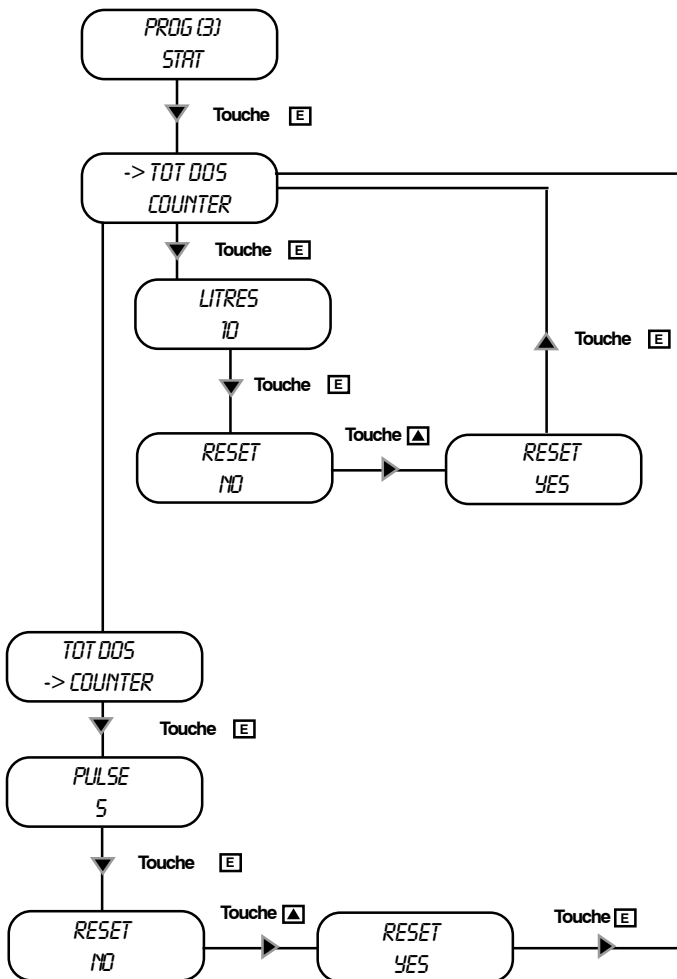 PROG (3)
STAT
Touche E
-> TOT DOS
COUNTER
Touche E
LITRES
10
Touche E
Touche E
RESET
NO
Touche ▲
RESET
YES
TOT DOS
-> COUNTER
Touche E
PULSE
5
Touche E
RESET
NO
Touche ▲
RESET
YES
Touche E